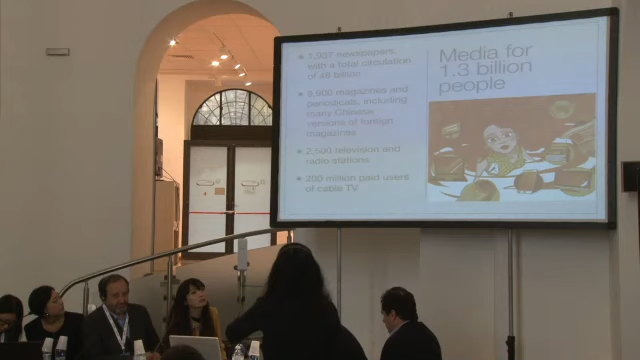 1,937 newspapers,
with a total circulation
of 48 billion
9,900 magazines and
periodicals, including
many Chinese
versions of foreign
magazines
2,500 television and
radio stations
350 million paid users
of cable TV
Media for
1.3 billion
people